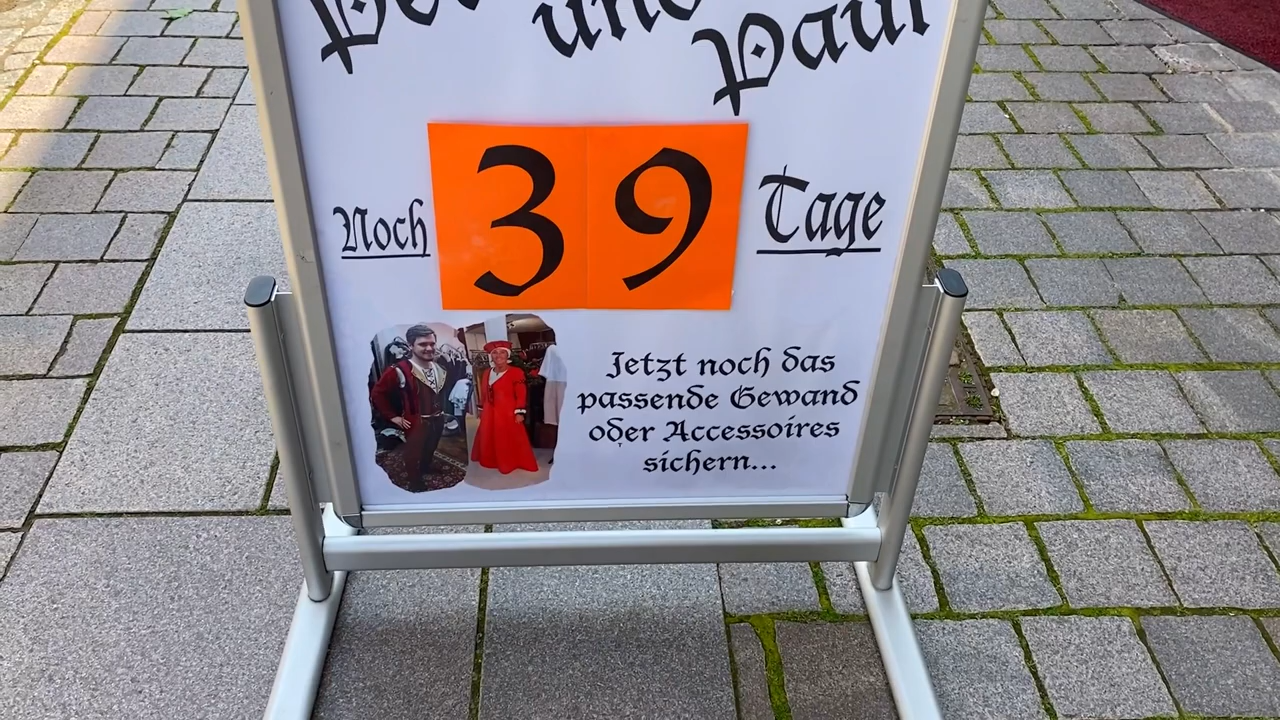 und
Paul
Noch 39 Tage
Jetzt noch das
passende Gewand
oder Accessoires
sichern...